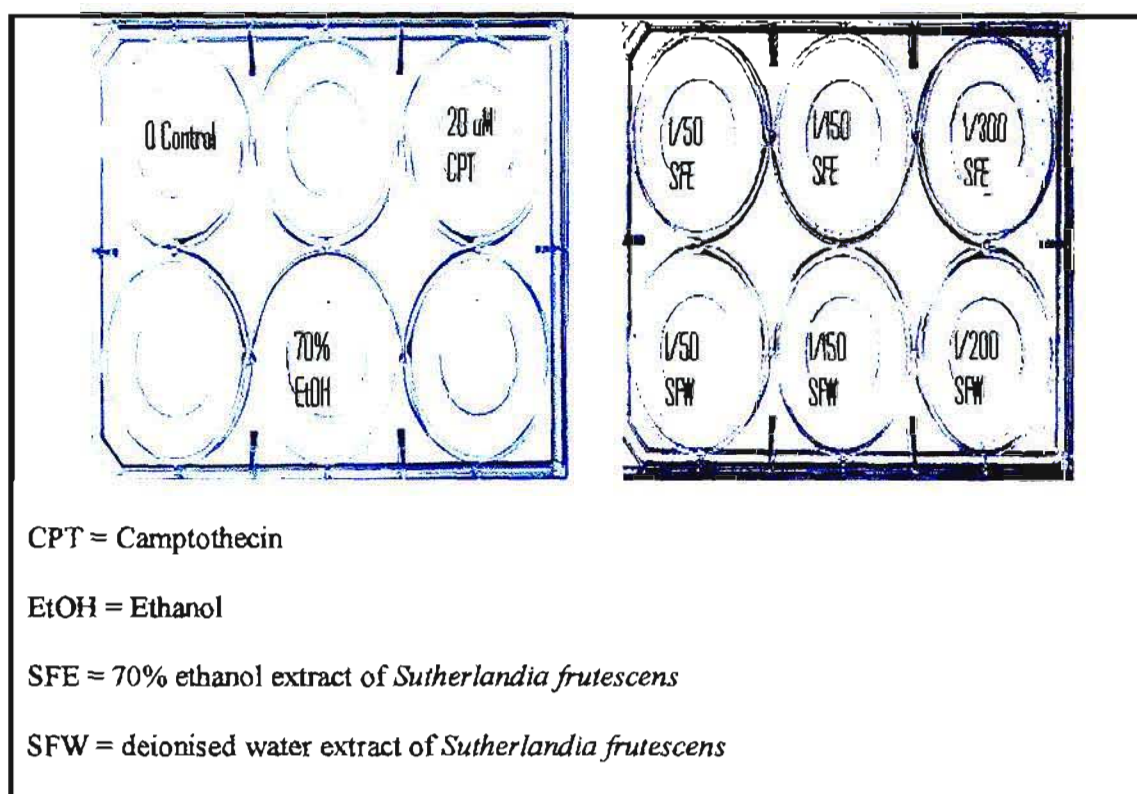 0 Control
20 uM
CPT
70%
EtOH
1/50
SFE
1/150
SFE
1/300
SFE
1/50
SFW
1/150
SFW
1/200
SFW
CPT = Camptothecin
EtOH = Ethanol
SFE = 70% ethanol extract of Sutherlandia frutescens
SFW = deionised water extract of Sutherlandia frutescens